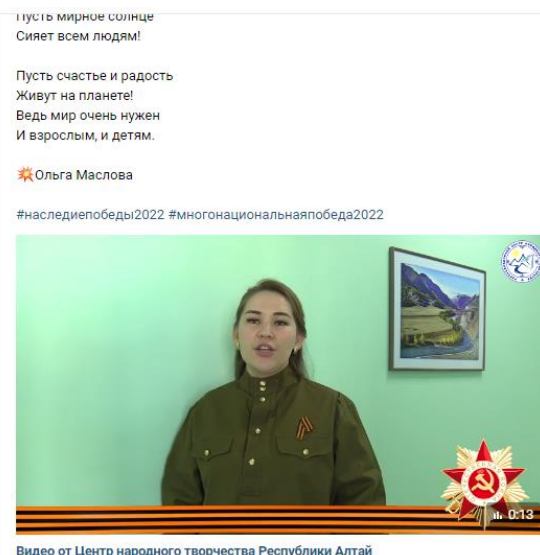 Пусть мирное солнце
Сияет всем людям!
Пусть счастье и радость
Живут на планете!
Ведь мир очень нужен
И взрослым, и детям.
💥Ольга Маслова
#наследиепобеды2022 #многонациональнаяпобеда2022
0:13
Видео от Центр народного творчества Республики Алтай